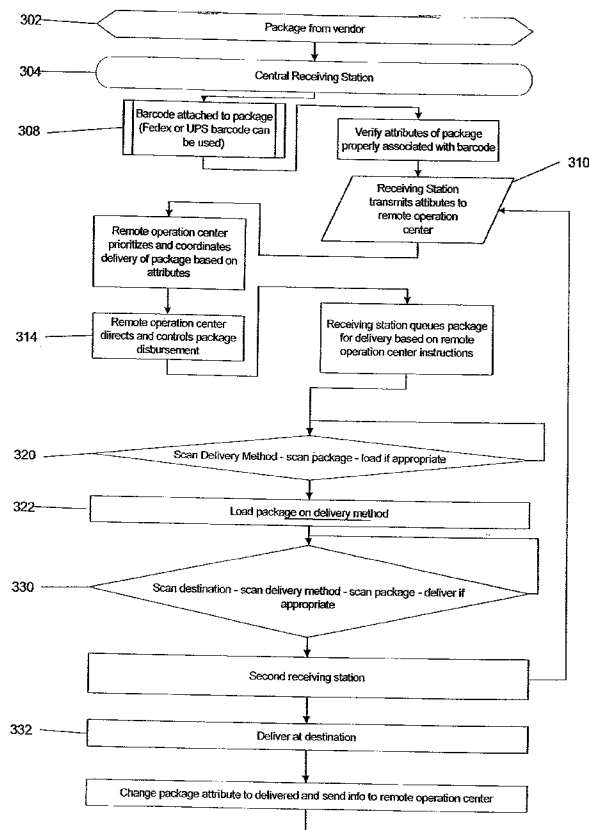 302
Package from vendor
304
Central Receiving Station
308
Barcode attached to package
(Fedex or UPS barcode can
be used)
Verify attributes of package
properly associated with barcode
310
Receiving Station
transmits attibutes to
remote operation
center
Remote operation center
prioritizes and coordinates
delivery of package based on
attributes
314
Remote operation center
diirects and controls package
disbursement
Receiving station queues package
for delivery based on remote
operation center instructions
320
Scan Delivery Method - scan package - load if appropriate
322
Load package on delivery method
330
Scan destination - scan delivery method - scan package - deliver if
appropriate
Second receiving station
332
Deliver at destination
Change package attribute to delivered and send info to remote operation center